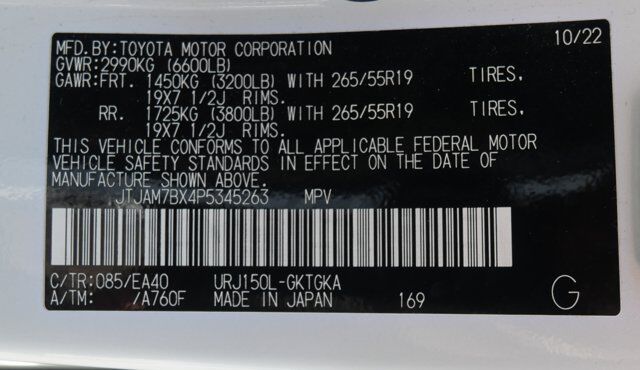 MFD.BY:TOYOTA MOTOR CORPORATION 10/22
GVWR:2990KG (6600LB)
GAWR:FRT. 1450KG (3200LB) WITH 265/55R19 TIRES,
19X7 1/2J RIMS.
RR. 1725KG (3800LB) WITH 265/55R19 TIRES,
19X7 1/2J RIMS.
THIS VEHICLE CONFORMS TO ALL APPLICABLE FEDERAL MOTOR
VEHICLE SAFETY STANDARDS IN EFFECT ON THE DATE OF
MANUFACTURE SHOWN ABOVE.
JTJAM7BX4P5345263 MPV
C/TR:085/EA40 URJ150L-GKTGKA
A/TM: /A760F MADE IN JAPAN 169 G